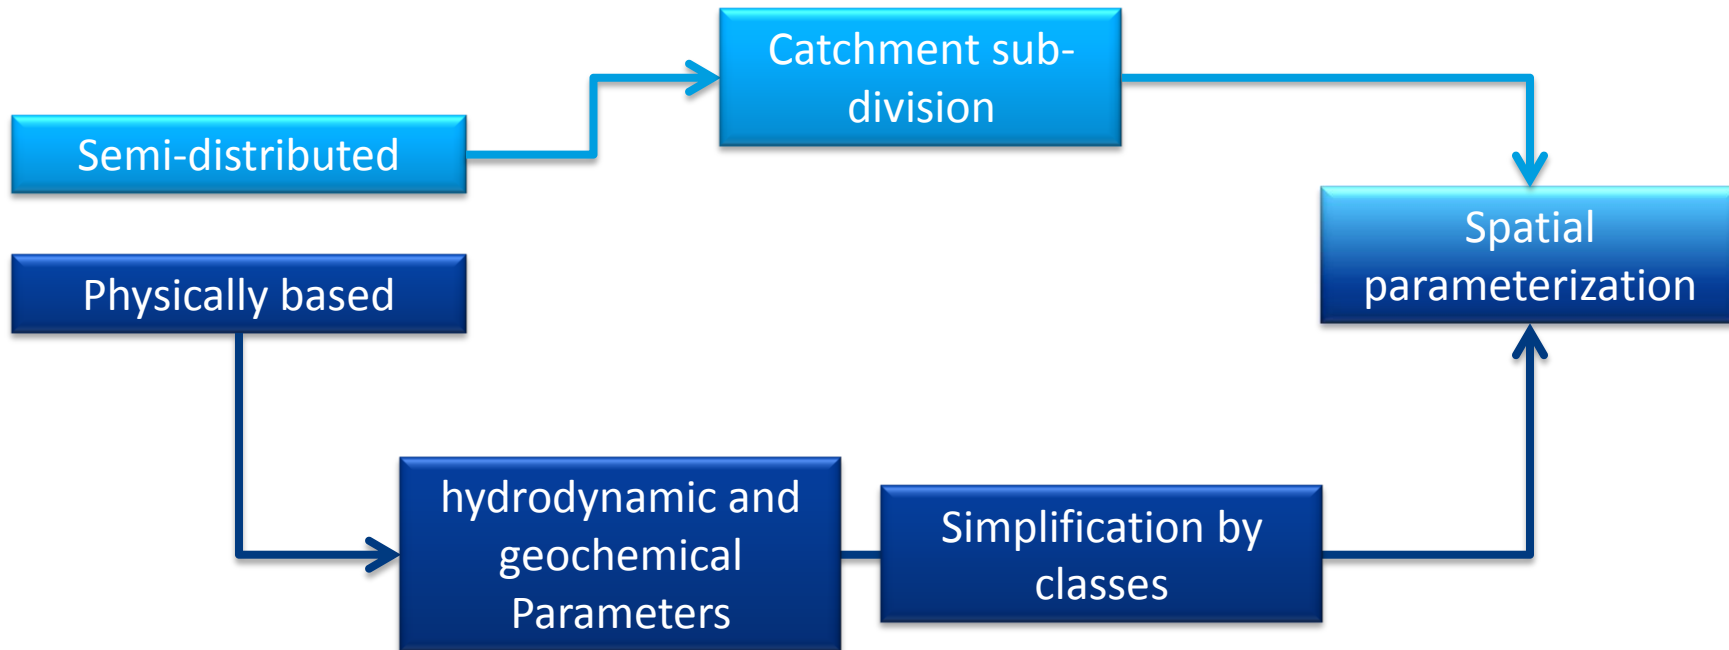 Catchment sub-
division
Semi-distributed
Spatial
parameterization
Physically based
hydrodynamic and
geochemical
Parameters
Simplification by
classes